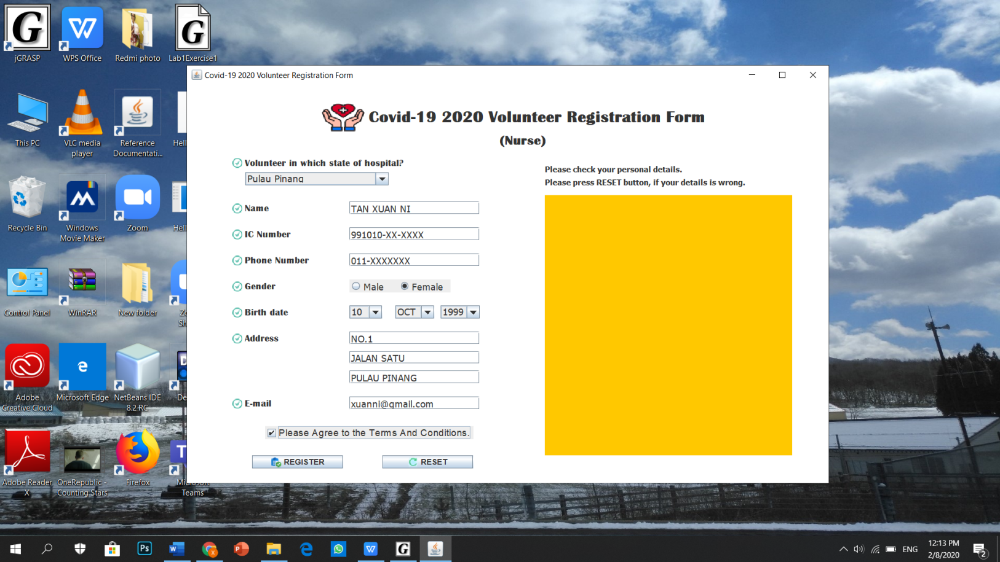 jGRASP
WPS Office
Redmi photo
Lab1Exercise1
This PC
VLC media
player
Reference
Documentati...
Hell
Recycle Bin
Windows
Movie Maker
Zoom
Hell
Control Panel
WinRAR
New folder
Zo
Sh
Adobe
Creative Cloud
Microsoft Edge
NetBeans IDE
8.2 RC
De
Adobe Reader
X
OneRepublic -
Counting Stars
Firefox
Microsoft
Teams
Covid-19 2020 Volunteer Registration Form
Covid-19 2020 Volunteer Registration Form
(Nurse)
Volunteer in which state of hospital?
Pulau Pinang
Name TAN XUAN NI
IC Number 991010-XX-XXXX
Phone Number 011-XXXXXXX
Gender Male Female
Birth date 10 OCT 1999
Address NO.1
JALAN SATU
PULAU PINANG
E-mail xuanni@gmail.com
Please Agree to the Terms And Conditions.
REGISTER RESET
Please check your personal details.
Please press RESET button, if your details is wrong.
ENG
12:13 PM
2/8/2020
2